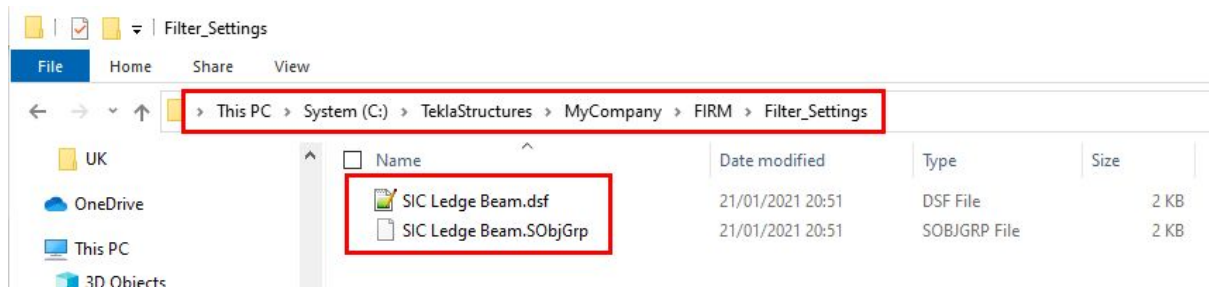 Filter_Settings
File Home Share View
This PC > System (C:) > TeklaStructures > MyCompany > FIRM > Filter_Settings
UK
Name Date modified Type Size
OneDrive
SIC Ledge Beam.dsf 21/01/2021 20:51 DSF File 2 KB
SIC Ledge Beam.SObjGrp 21/01/2021 20:51 SOBJGRP File 2 KB
This PC
3D Objects